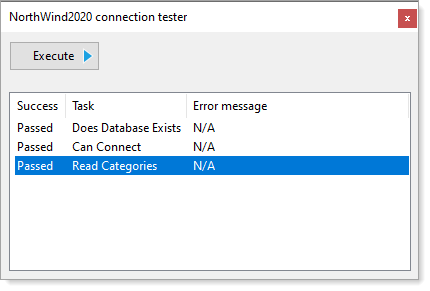 NorthWind2020 connection tester
Execute
Success Task Error message
Passed Does Database Exists N/A
Passed Can Connect N/A
Passed Read Categories N/A